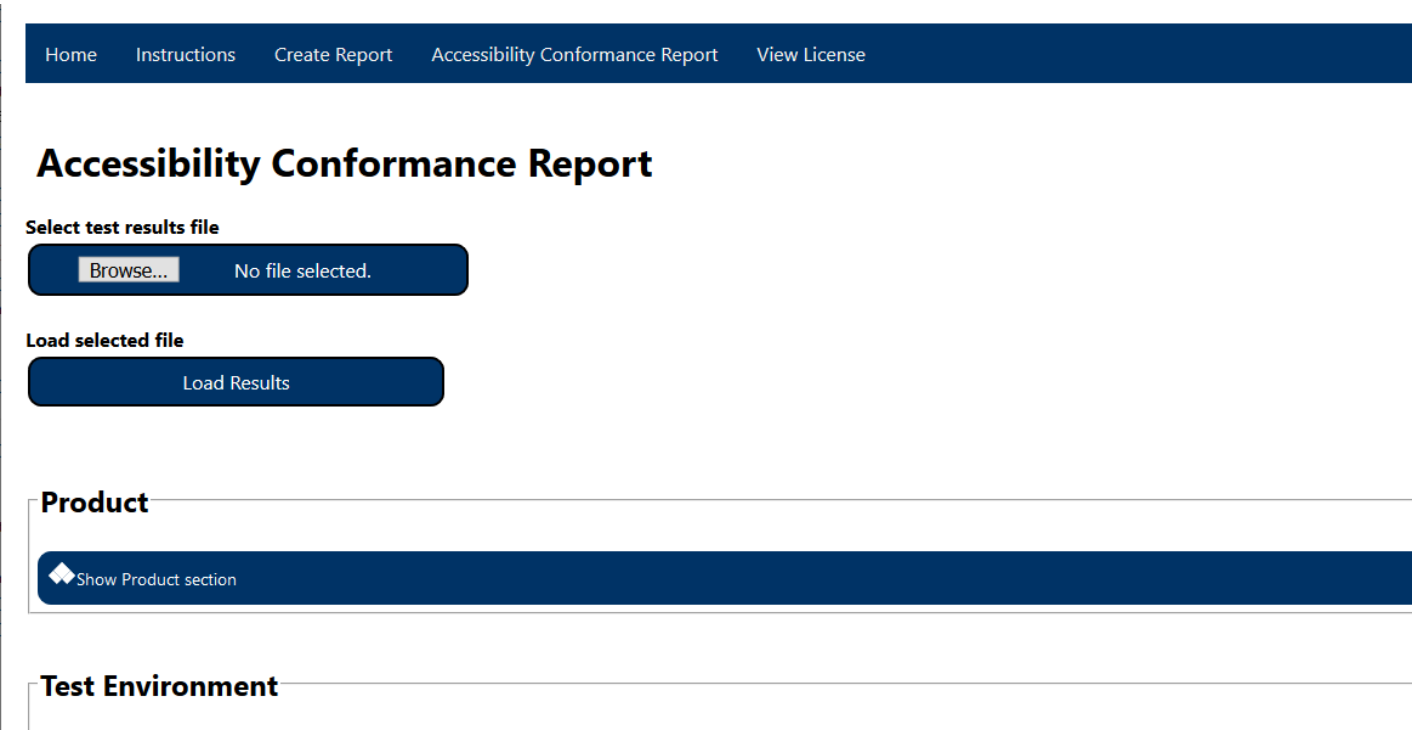 Home Instructions Create Report Accessibility Conformance Report View License
Accessibility Conformance Report
Select test results file
Browse... No file selected.
Load selected file
Load Results
Product
Show Product section
Test Environment